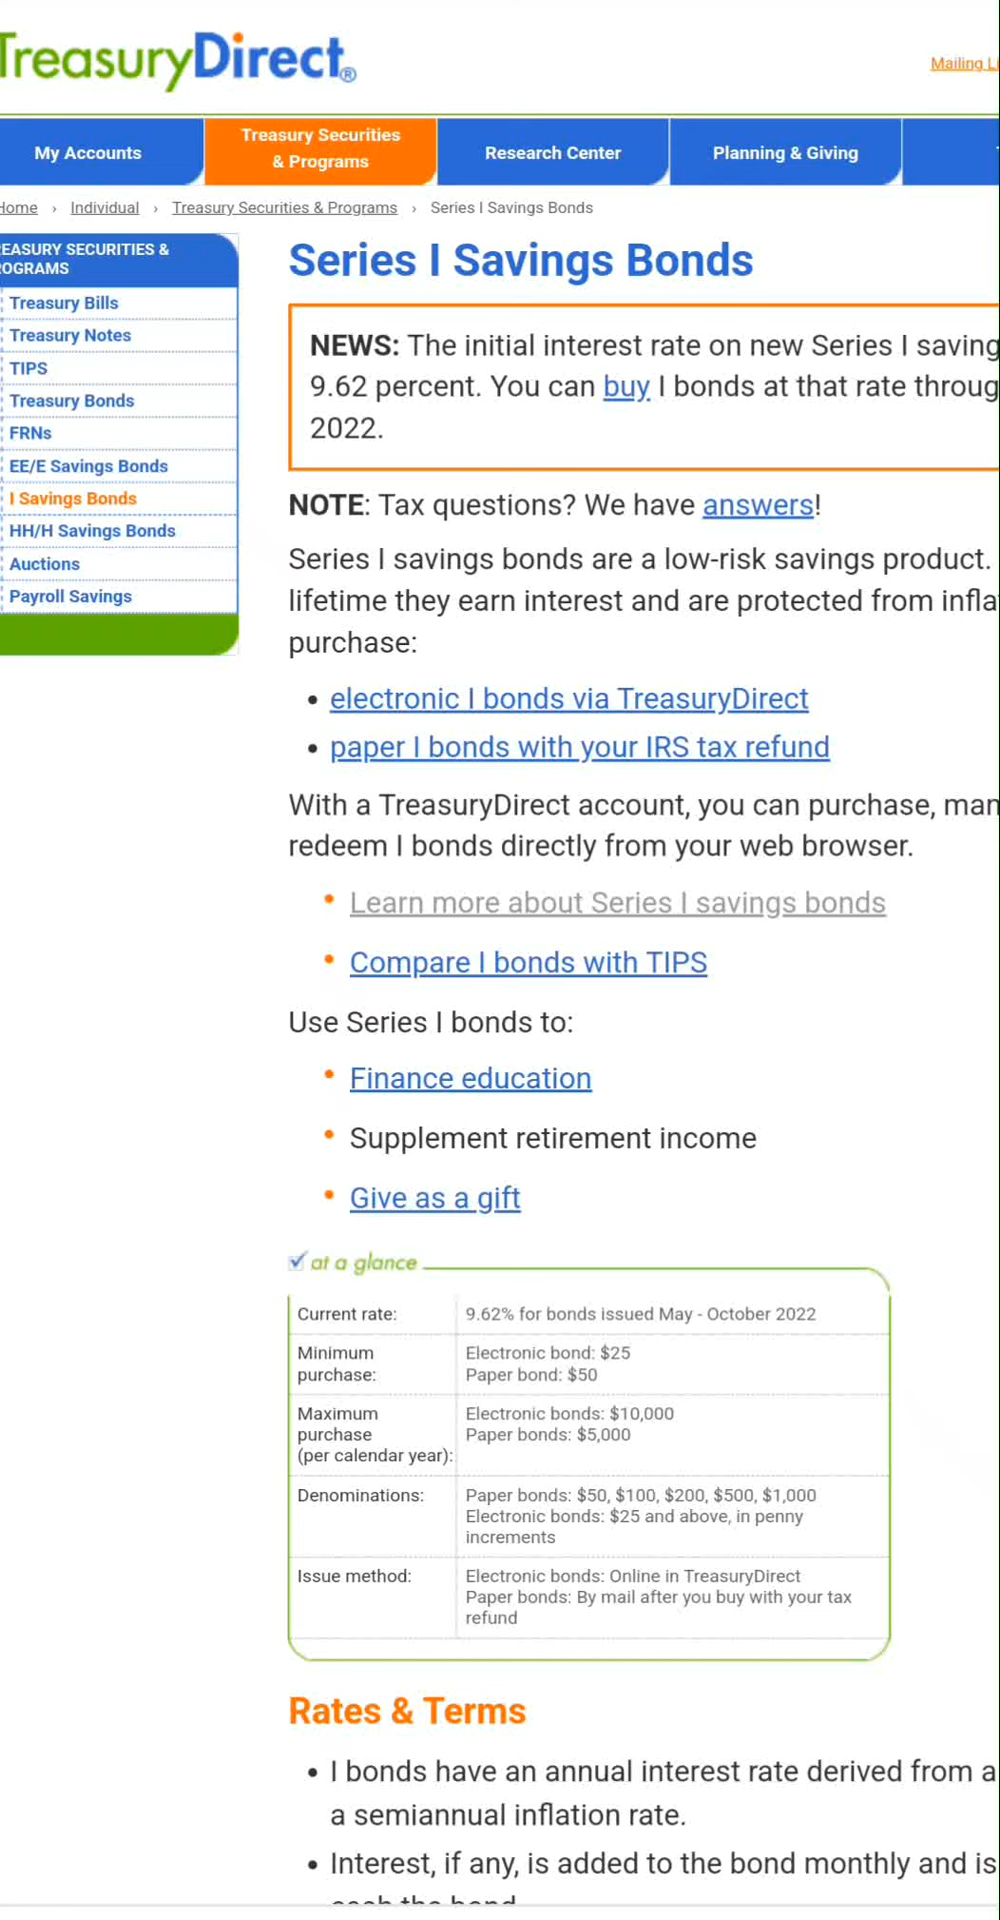 TreasuryDirect®
Mailing
My Accounts
Treasury Securities
& Programs
Research Center
Planning & Giving
Home › Individual › Treasury Securities & Programs › Series I Savings Bonds
EASURY SECURITIES &
OGRAMS
Treasury Bills
Treasury Notes
TIPS
Treasury Bonds
FRNs
EE/E Savings Bonds
I Savings Bonds
HH/H Savings Bonds
Auctions
Payroll Savings
Series I Savings Bonds
NEWS: The initial interest rate on new Series I saving
9.62 percent. You can buy I bonds at that rate throug
2022.
NOTE: Tax questions? We have answers!
Series I savings bonds are a low-risk savings product.
lifetime they earn interest and are protected from infla
purchase:
• electronic I bonds via TreasuryDirect
• paper I bonds with your IRS tax refund
With a TreasuryDirect account, you can purchase, man
redeem I bonds directly from your web browser.
• Learn more about Series I savings bonds
• Compare I bonds with TIPS
Use Series I bonds to:
• Finance education
• Supplement retirement income
• Give as a gift
at a glance
Current rate: 9.62% for bonds issued May - October 2022
Minimum
purchase:
Electronic bond: $25
Paper bond: $50
Maximum
purchase
(per calendar year):
Electronic bonds: $10,000
Paper bonds: $5,000
Denominations:
Paper bonds: $50, $100, $200, $500, $1,000
Electronic bonds: $25 and above, in penny
increments
Issue method:
Electronic bonds: Online in TreasuryDirect
Paper bonds: By mail after you buy with your tax
refund
Rates & Terms
• I bonds have an annual interest rate derived from a
a semiannual inflation rate.
• Interest, if any, is added to the bond monthly and is